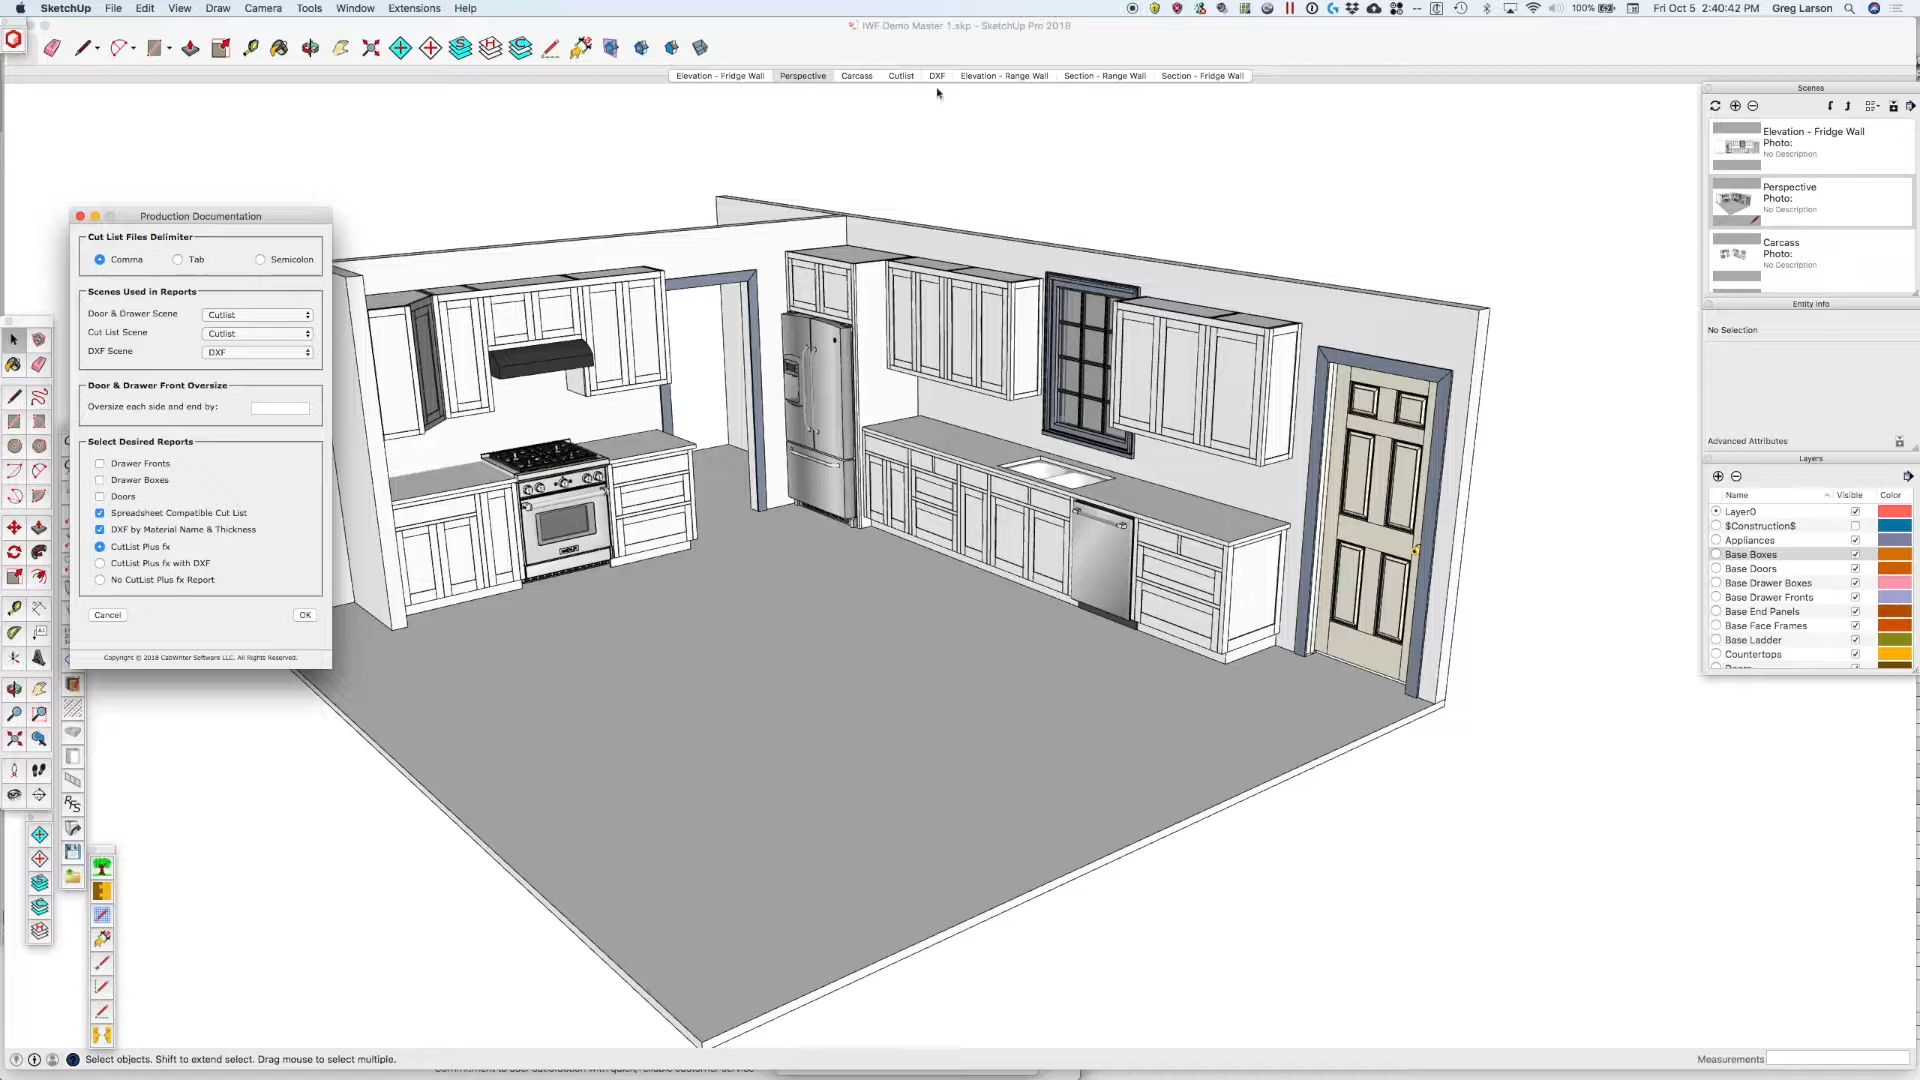 SketchUp File Edit View Draw Camera Tools Window Extensions Help
100% Fri Oct 5 2:40:42 PM Greg Larson
IWF Demo Master 1.skp - SketchUp Pro 2018
Elevation - Fridge Wall Perspective Carcass Cutlist DXF Elevation - Range Wall Section - Range Wall Section - Fridge Wall
Production Documentation
Cut List Files Delimiter
Comma Tab Semicolon
Scenes Used in Reports
Door & Drawer Scene Cutlist
Cut List Scene Cutlist
DXF Scene DXF
Door & Drawer Front Oversize
Oversize each side and end by:
Select Desired Reports
Drawer Fronts
Drawer Boxes
Doors
Spreadsheet Compatible Cut List
DXF by Material Name & Thickness
CutList Plus fx
CutList Plus fx with DXF
No CutList Plus fx Report
Cancel OK
Copyright © 2018 CabWriter Software LLC. All Rights Reserved.
RFS
Scenes
Elevation - Fridge Wall
Photo:
No Description
Perspective
Photo:
No Description
Carcass
Photo:
No Description
Entity Info
No Selection
Advanced Attributes
Layers
Name Visible Color
Layer0
$Construction$
Appliances
Base Boxes
Base Doors
Base Drawer Boxes
Base Drawer Fronts
Base End Panels
Base Face Frames
Base Ladder
Countertops
Select objects. Shift to extend select. Drag mouse to select multiple.
Measurements